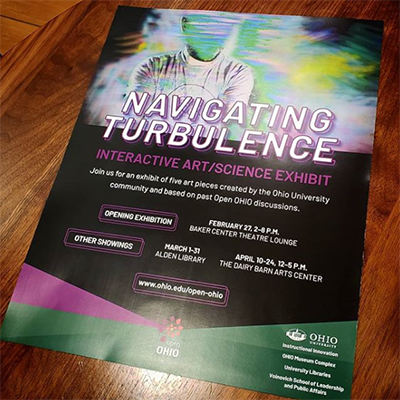 NAVIGATING
TURBULENCE
INTERACTIVE ART/SCIENCE EXHIBIT
Join us for an exhibit of five art pieces created by the Ohio University
community and based on past Open OHIO discussions.
OPENING EXHIBITION
FEBRUARY 27, 2-8 P.M.
BAKER CENTER THEATRE LOUNGE
OTHER SHOWINGS
MARCH 1-31
ALDEN LIBRARY
APRIL 10-24, 12-5 P.M.
THE DAIRY BARN ARTS CENTER
www.ohio.edu/open-ohio
OHIO
OHIO
UNIVERSITY
Instructional Innovation
OHIO Museum Complex
University Libraries
Voinovich School of Leadership
and Public Affairs